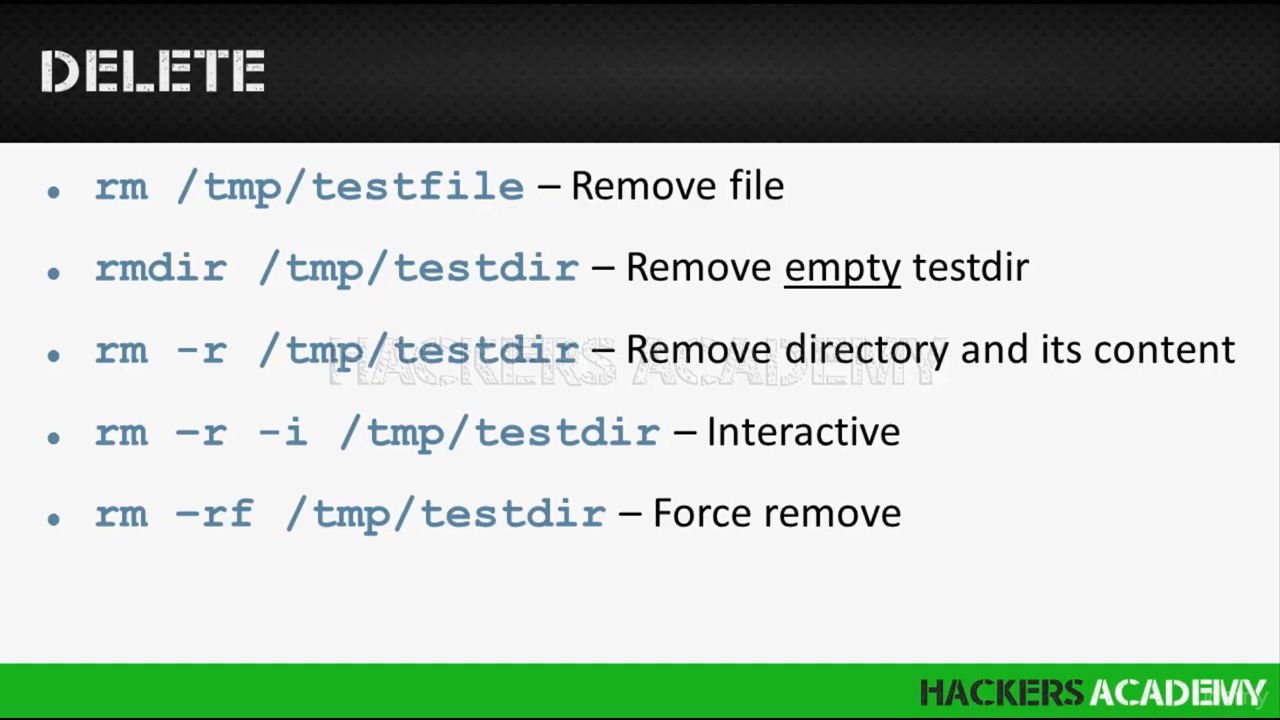 DELETE
• rm /tmp/testfile – Remove file
• rmdir /tmp/testdir – Remove empty testdir
• rm -r /tmp/testdir – Remove directory and its content
HACKERS ACADEMY
• rm –r -i /tmp/testdir – Interactive
• rm –rf /tmp/testdir – Force remove
HACKERS ACADEMY